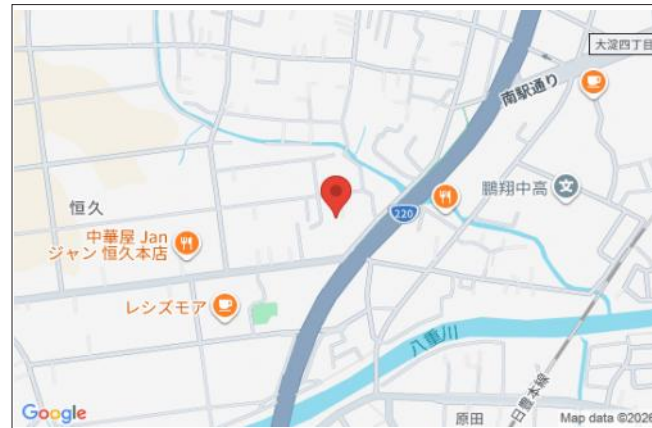 大淀四丁目
南駅通り
鵬翔中高
220
恒久
中華屋 Jan
ジャン 恒久本店
レシズモア
八重川
日豊本線
原田
Google
Map data ©2026